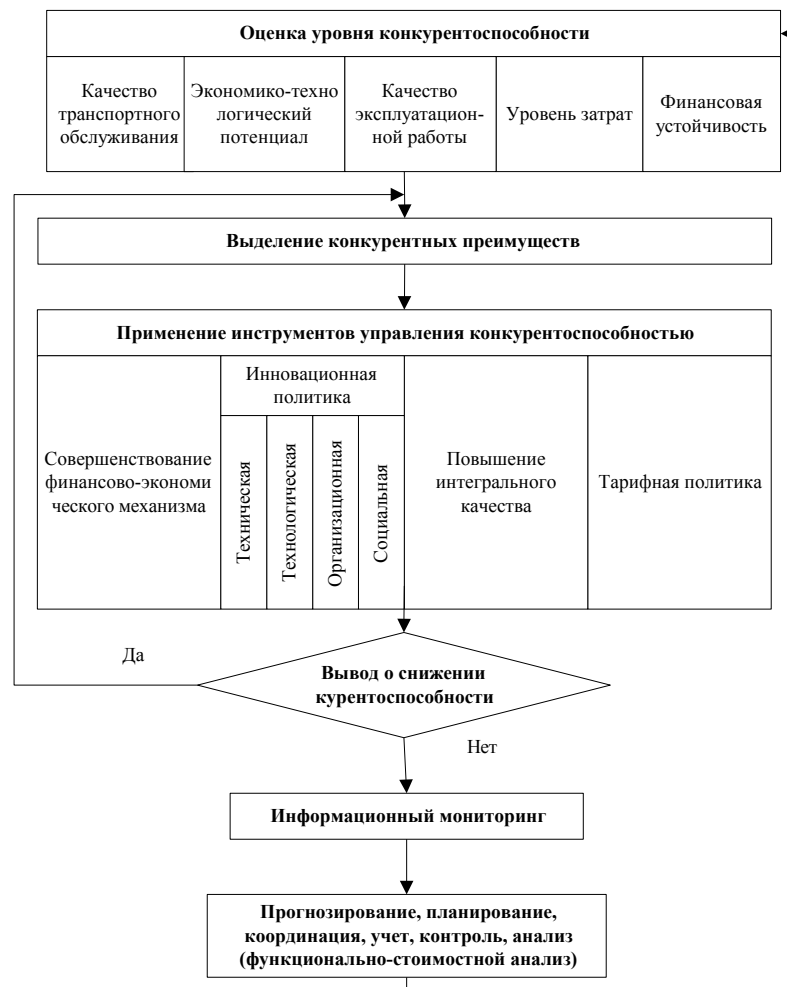 Оценка уровня конкурентоспособности
Качество
транспортного
обслуживания
Экономико-техно
логический
потенциал
Качество
эксплуатацион-
ной работы
Уровень затрат
Финансовая
устойчивость
Выделение конкурентных преимуществ
Применение инструментов управления конкурентоспособностью
Совершенствование
финансово-экономи
ческого механизма
Инновационная
политика
Техническая
Технологическая
Организационная
Социальная
Повышение
интегрального
качества
Тарифная политика
Да
Вывод о снижении
курентоспособности
Нет
Информационный мониторинг
Прогнозирование, планирование,
координация, учет, контроль, анализ
(функционально-стоимостной анализ)